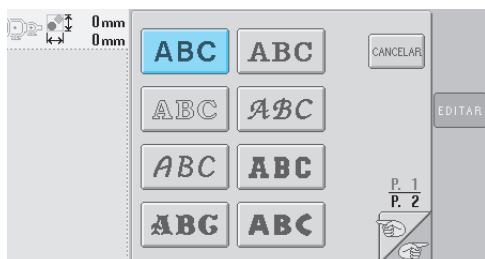 0mm
0mm
ABC ABC CANCELAR
ABC ABC EDITAR
ABC ABC
P. 1
P. 2
ABC ABC